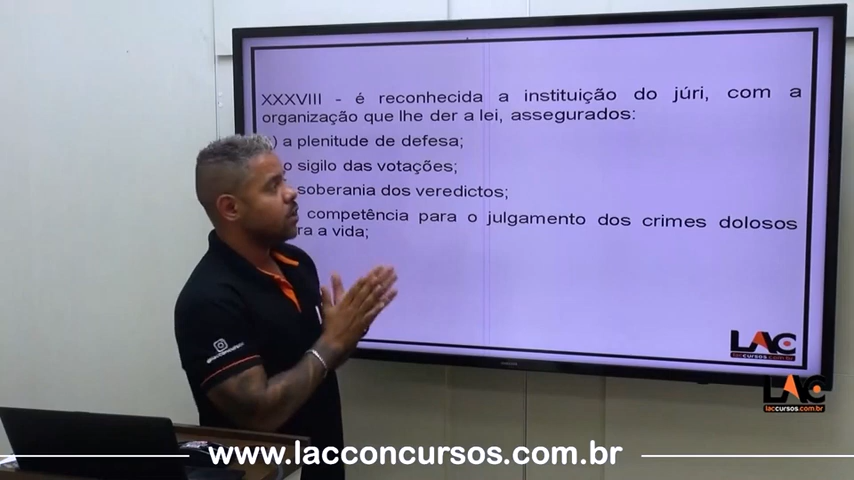 XXXVIII - é reconhecida a instituição do júri, com a
organização que lhe der a lei, assegurados:
) a plenitude de defesa;
o sigilo das votações;
soberania dos veredictos;
competência para o julgamento dos crimes dolosos
ra a vida;
LAC
laccursos.com.br
LAC
laccursos.com.br
www.lacconcursos.com.br